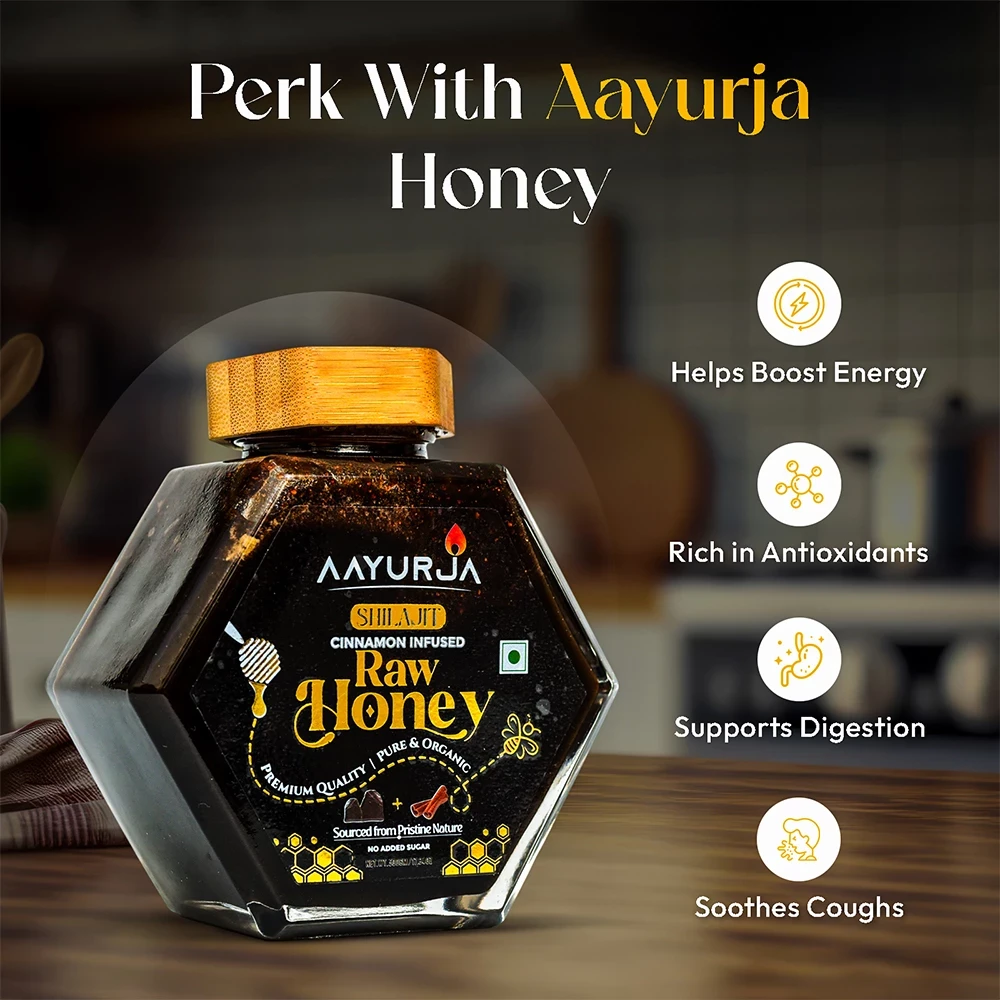 Perk With Aayurja
Honey
Helps Boost Energy
Rich in Antioxidants
Supports Digestion
Soothes Coughs
AAYURJA
SHILAJIT
CINNAMON INFUSED
Raw
Honey
PREMIUM QUALITY | PURE & ORGANIC
+
Sourced from Pristine Nature
NO ADDED SUGAR